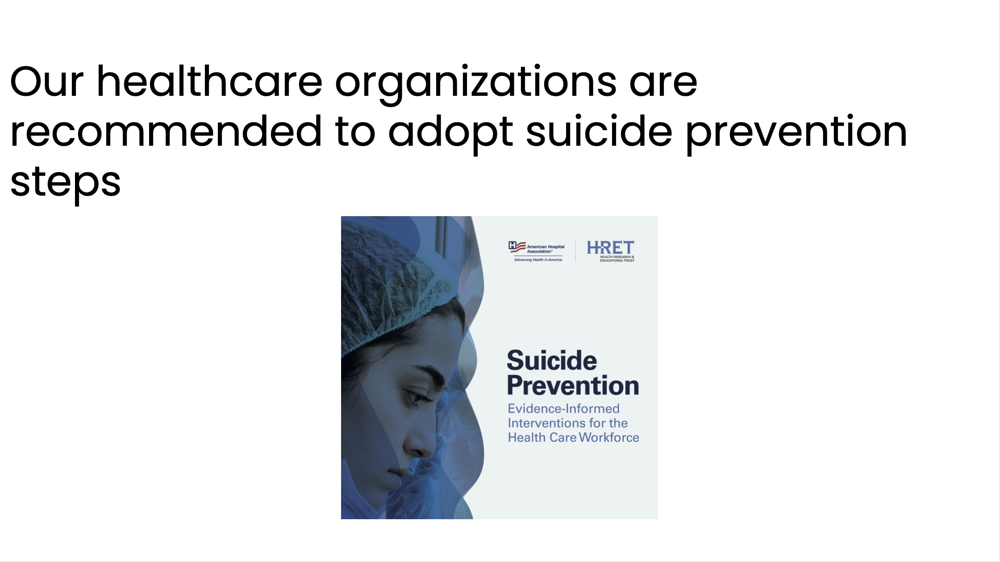 Our healthcare organizations are
recommended to adopt suicide prevention
steps
American Hospital
Association™
Advancing Health in America
HRET
HEALTH RESEARCH &
EDUCATIONAL TRUST
Suicide
Prevention
Evidence-Informed
Interventions for the
Health Care Workforce